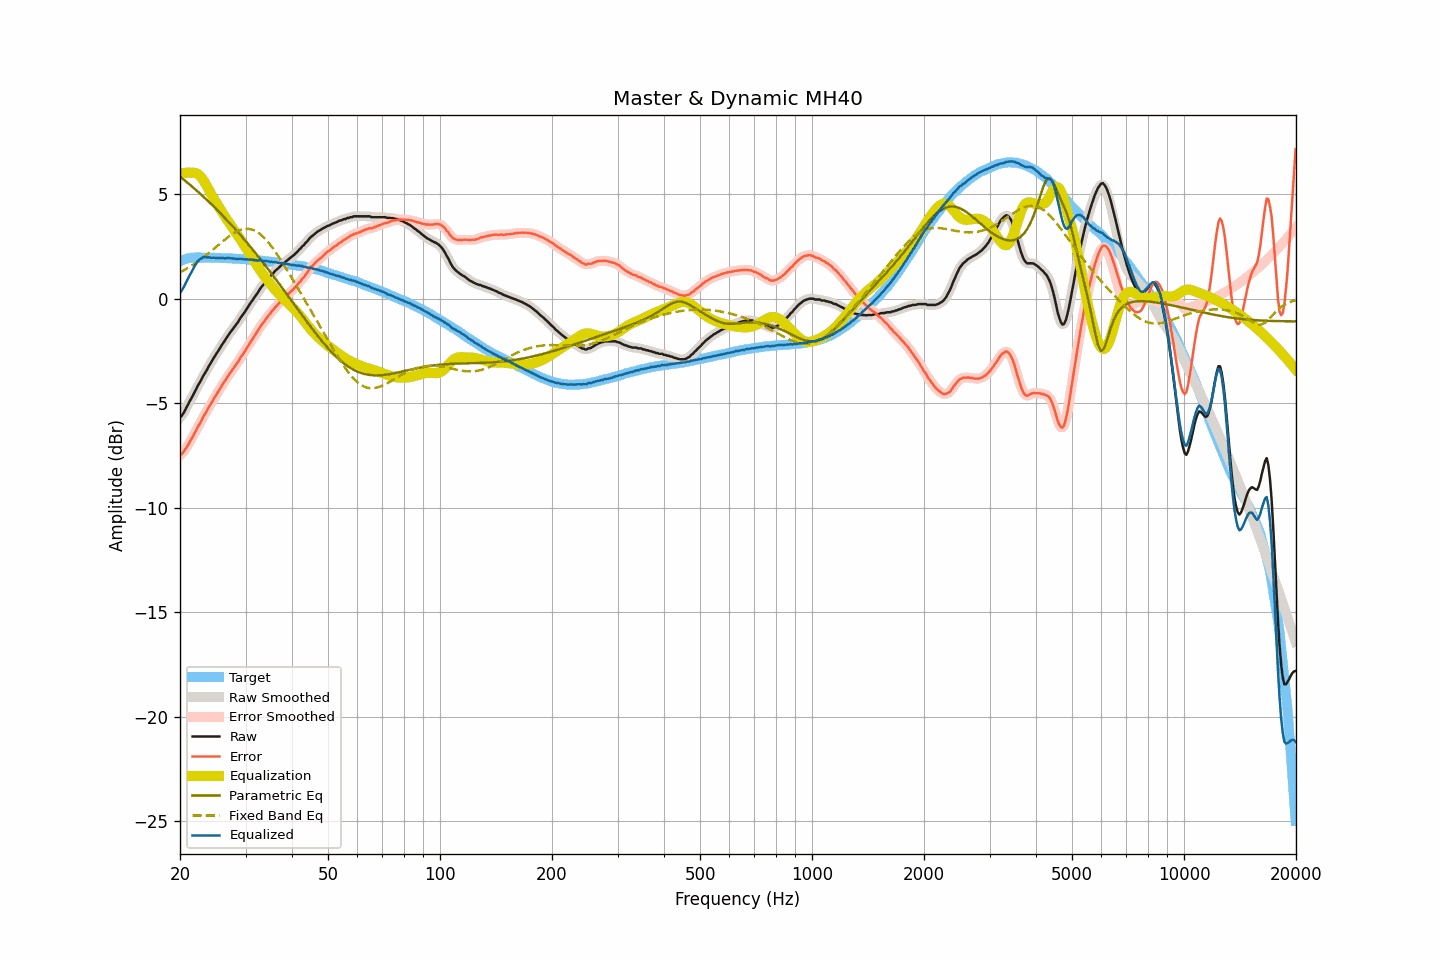 Master & Dynamic MH40
Amplitude (dBr)
5
0
−5
−10
−15
−20
−25
Target
Raw Smoothed
Error Smoothed
Raw
Error
Equalization
Parametric Eq
Fixed Band Eq
Equalized
20 50 100 200 500 1000 2000 5000 10000 20000
Frequency (Hz)